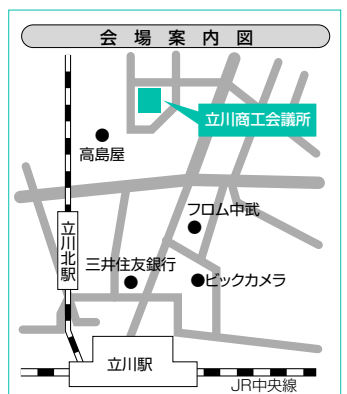 会場案内図
立川商工会議所
高島屋
フロム中武
立川北駅
三井住友銀行
ビックカメラ
立川駅
JR中央線